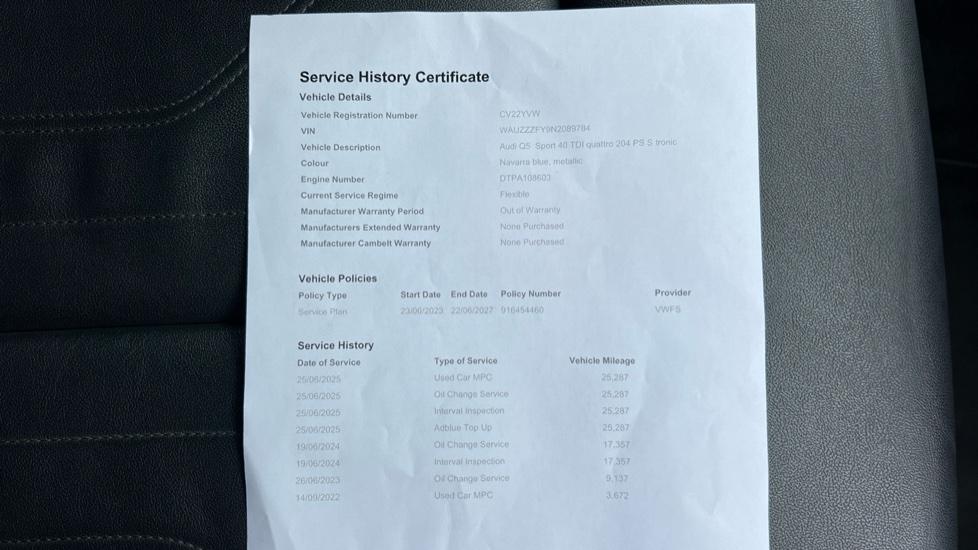 Service History Certificate
Vehicle Details
Vehicle Registration Number CV22YVW
VIN WAUZZZFY9N2089784
Vehicle Description Audi Q5 Sport 40 TDI quattro 204 PS S tronic
Colour Navarra blue, metallic
Engine Number DTPA108603
Current Service Regime Flexible
Manufacturer Warranty Period Out of Warranty
Manufacturers Extended Warranty None Purchased
Manufacturer Cambelt Warranty None Purchased
Vehicle Policies
Policy Type Start Date End Date Policy Number Provider
Service Plan 23/06/2023 22/06/2027 916454460 VWFS
Service History
Date of Service Type of Service Vehicle Mileage
25/06/2025 Used Car MPC 25,287
25/06/2025 Oil Change Service 25,287
25/06/2025 Interval Inspection 25,287
25/06/2025 Adblue Top Up 25,287
19/06/2024 Oil Change Service 17,357
19/06/2024 Interval Inspection 17,357
26/06/2023 Oil Change Service 9,137
14/09/2022 Used Car MPC 3,672